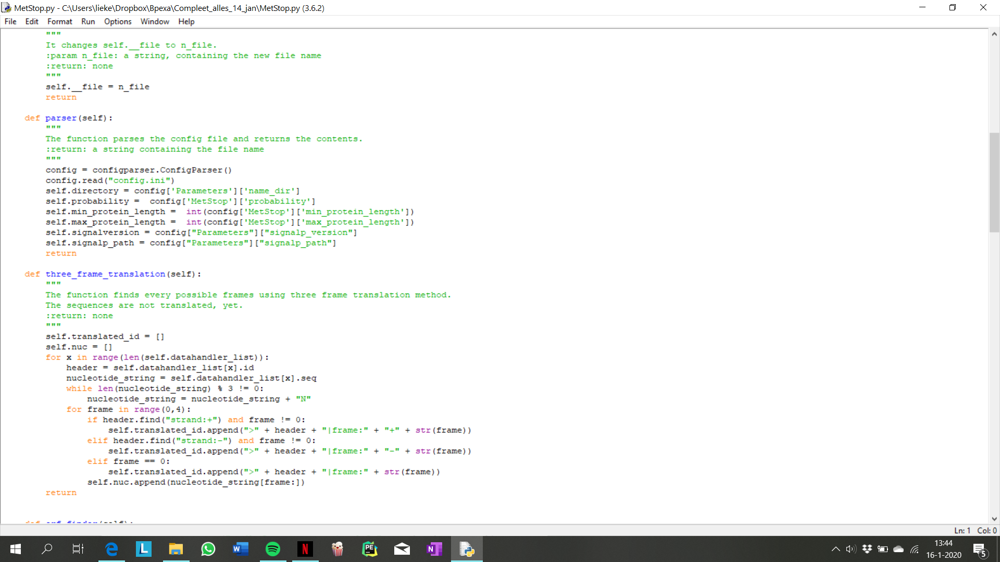 MetStop.py - C:\Users\lieke\Dropbox\Bpexa\Compleet_alles_14_jan\MetStop.py (3.6.2)
File Edit Format Run Options Window Help
"""
It changes self.__file to n_file.
:param n_file: a string, containing the new file name
:return: none
"""
self.__file = n_file
return
def parser(self):
"""
The function parses the config file and returns the contents.
:return: a string containing the file name
"""
config = configparser.ConfigParser()
config.read("config.ini")
self.directory = config['Parameters']['name_dir']
self.probability =  config['MetStop']['probability']
self.min_protein_length =  int(config['MetStop']['min_protein_length'])
self.max_protein_length =  int(config['MetStop']['max_protein_length'])
self.signalversion = config["Parameters"]["signalp_version"]
self.signalp_path = config["Parameters"]["signalp_path"]
return
def three_frame_translation(self):
"""
The function finds every possible frames using three frame translation method.
The sequences are not translated, yet.
:return: none
"""
self.translated_id = []
self.nuc = []
for x in range(len(self.datahandler_list)):
header = self.datahandler_list[x].id
nucleotide_string = self.datahandler_list[x].seq
while len(nucleotide_string) % 3 != 0:
nucleotide_string = nucleotide_string + "N"
for frame in range(0,4):
if header.find("strand:+") and frame != 0:
self.translated_id.append(">" + header + "|frame:" + "+" + str(frame))
elif header.find("strand:-") and frame != 0:
self.translated_id.append(">" + header + "|frame:" + "-" + str(frame))
elif frame == 0:
self.translated_id.append(">" + header + "|frame:" + str(frame))
self.nuc.append(nucleotide_string[frame:])
return
def orf_finder(self):
Ln: 1 Col: 0
13:44
16-1-2020
5